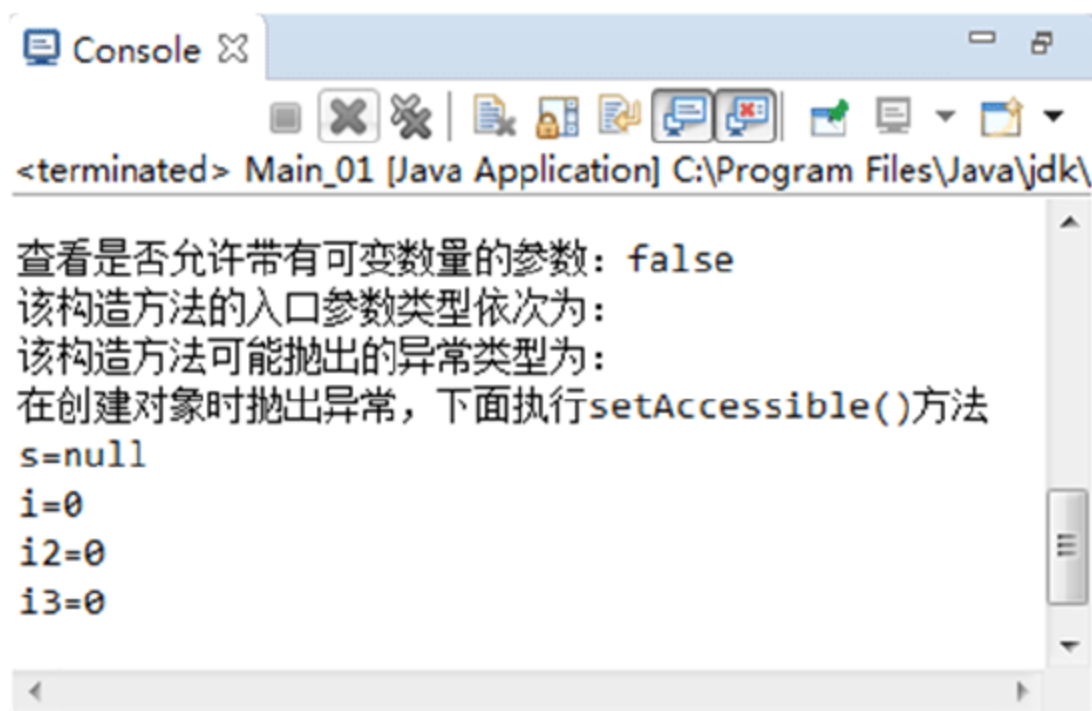 Console
<terminated> Main_01 [Java Application] C:\Program Files\Java\jdk\
查看是否允许带有可变数量的参数：false
该构造方法的入口参数类型依次为：
该构造方法可能抛出的异常类型为：
在创建对象时抛出异常，下面执行setAccessible()方法
s=null
i=0
i2=0
i3=0